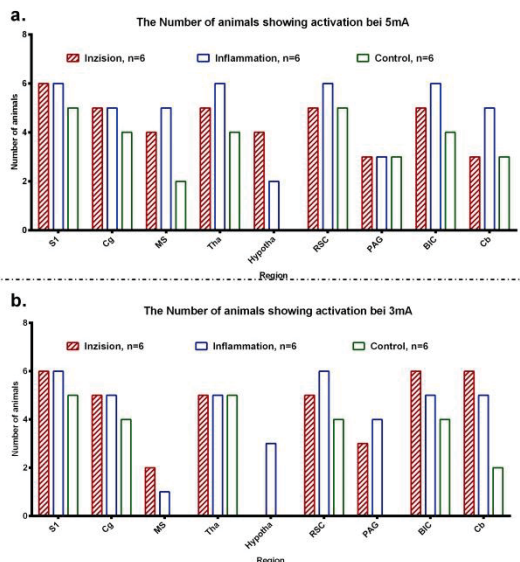 a.
The Number of animals showing activation bei 5mA
Inzision, n=6 Inflammation, n=6 Control, n=6
Number of animals
8
6
4
2
0
S1 Cg MS Tha Hypotha RSC PAG BIC Cb
Region
b.
The Number of animals showing activation bei 3mA
Inzision, n=6 Inflammation, n=6 Control, n=6
Number of animals
8
6
4
2
0
S1 Cg MS Tha Hypotha RSC PAG BIC Cb
Region